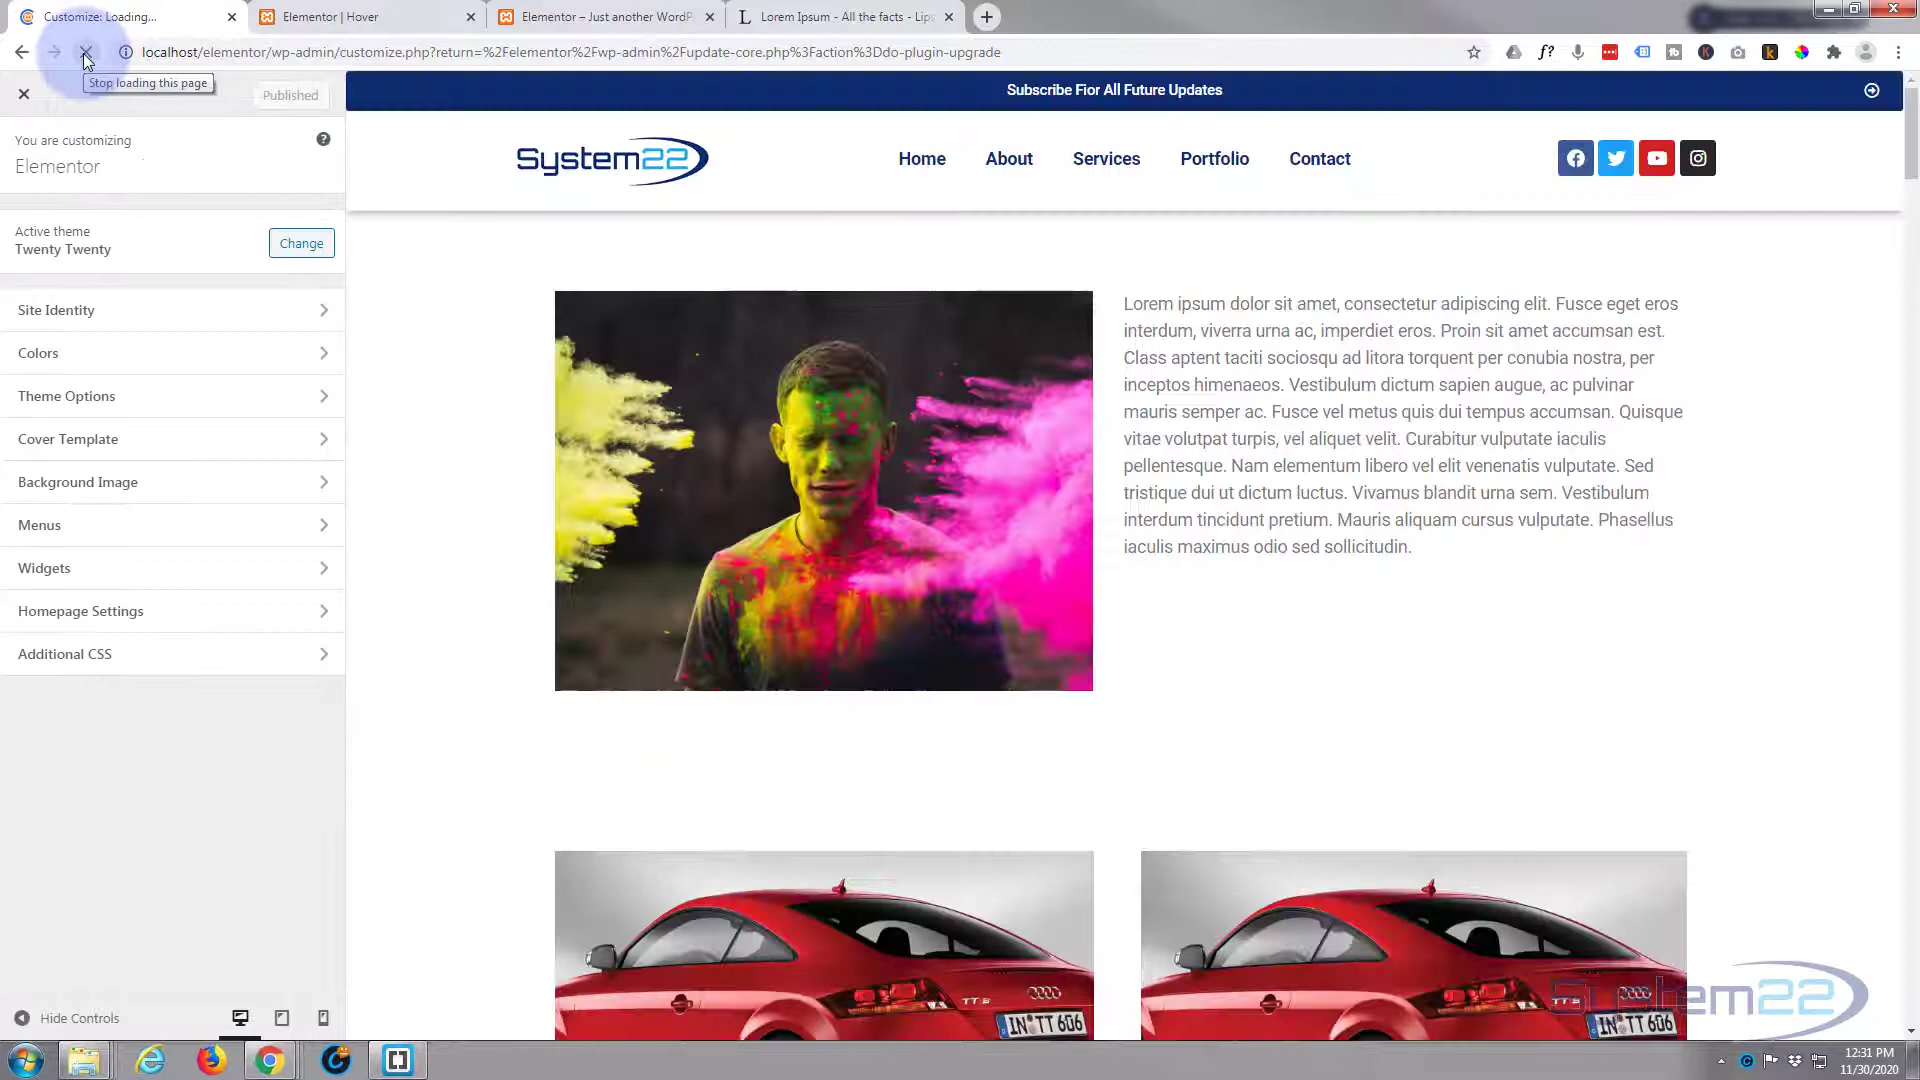 Customize: Loading...
Elementor | Hover
Elementor – Just another WordP
Lorem Ipsum - All the facts - Lips
localhost/elementor/wp-admin/customize.php?return=%2Felementor%2Fwp-admin%2Fupdate-core.php%3Faction%3Ddo-plugin-upgrade
Stop loading this page
Published
You are customizing
Elementor
Active theme
Twenty Twenty
Change
Site Identity
Colors
Theme Options
Cover Template
Background Image
Menus
Widgets
Homepage Settings
Additional CSS
Hide Controls
Subscribe Fior All Future Updates
System22
Home
About
Services
Portfolio
Contact
Lorem ipsum dolor sit amet, consectetur adipiscing elit. Fusce eget eros
interdum, viverra urna ac, imperdiet eros. Proin sit amet accumsan est.
Class aptent taciti sociosqu ad litora torquent per conubia nostra, per
inceptos himenaeos. Vestibulum dictum sapien augue, ac pulvinar
mauris semper ac. Fusce vel metus quis dui tempus accumsan. Quisque
vitae volutpat turpis, vel aliquet velit. Curabitur vulputate iaculis
pellentesque. Nam elementum libero vel elit venenatis vulputate. Sed
tristique dui ut dictum luctus. Vivamus blandit urna sem. Vestibulum
interdum tincidunt pretium. Mauris aliquam cursus vulputate. Phasellus
iaculis maximus odio sed sollicitudin.
IN TT 606
IN TT 606
System22
12:31 PM
11/30/2020